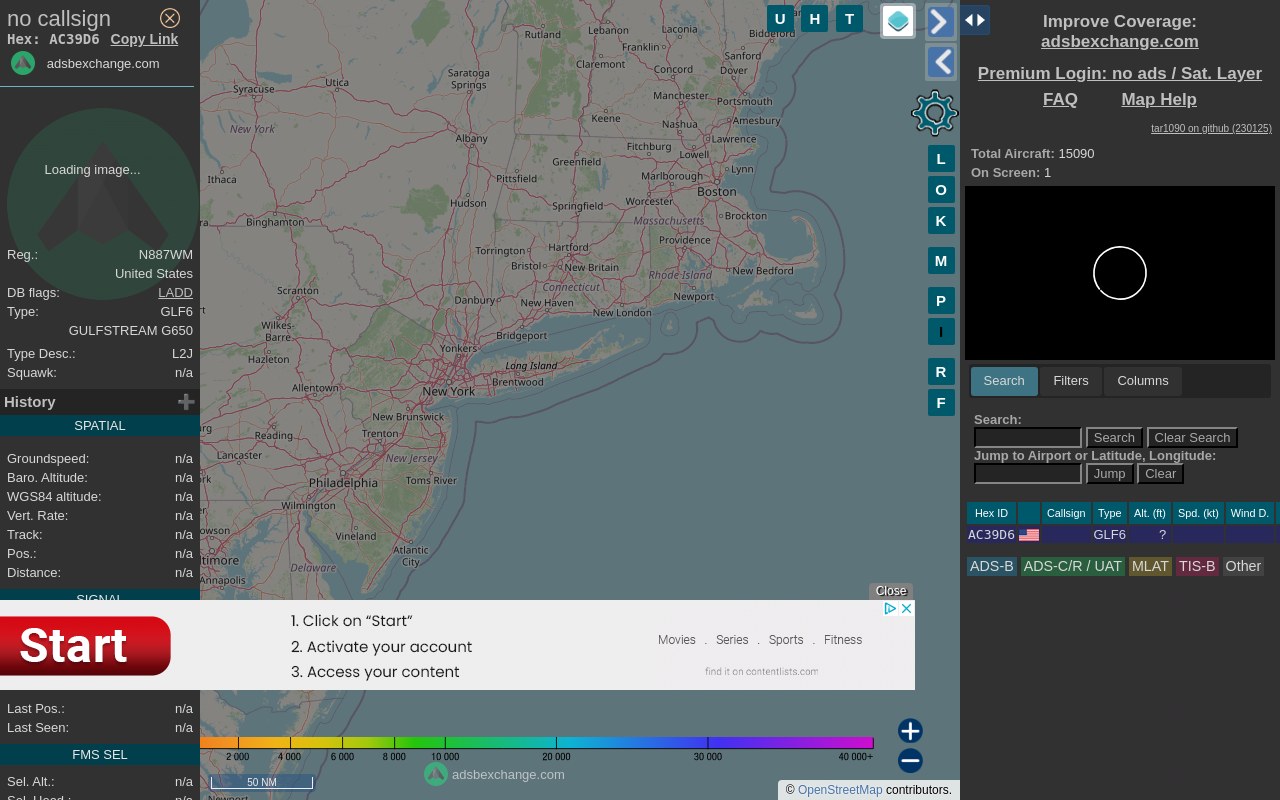 no callsign
Hex: AC39D6 Copy Link
adsbexchange.com
Loading image...
Reg.: N887WM
United States
DB flags: LADD
Type: GLF6
GULFSTREAM G650
Type Desc.: L2J
Squawk: n/a
History
SPATIAL
Groundspeed: n/a
Baro. Altitude: n/a
WGS84 altitude: n/a
Vert. Rate: n/a
Track: n/a
Pos.: n/a
Distance: n/a
SIGNAL
Last Pos.: n/a
Last Seen: n/a
FMS SEL
Sel. Alt.: n/a
Sel. Head.: n/a
U H T
Rutland
Lebanon
Laconia
Biddeford
Franklin
Claremont
Sanford
Concord
Dover
Utica
Saratoga
Springs
Syracuse
Manchester
Portsmouth
Keene
Nashua
Amesbury
New York
Albany
Fitchburg
Lawrence
Greenfield
Lowell
Ithaca
Pittsfield
Marlborough
Lynn
Boston
Hudson
Springfield
Worcester
Binghamton
Massachusetts
Brockton
Providence
Torrington
Hartford
Bristol
New Britain
Rhode Island
New Bedford
Scranton
Connecticut
Danbury
New Haven
Newport
New London
Wilkes-
Barre
Bridgeport
Hazleton
Yonkers
Long Island
Allentown
New York
Brentwood
New Brunswick
Reading
Trenton
Lancaster
New Jersey
Philadelphia
Toms River
Wilmington
Vineland
Atlantic
City
Annapolis
Delaware
L
O
K
M
P
I
R
F
Close
Start
1. Click on “Start”
2. Activate your account
3. Access your content
Movies . Series . Sports . Fitness
find it on contentlists.com
2 000 4 000 6 000 8 000 10 000 20 000 30 000 40 000+
adsbexchange.com
50 NM
© OpenStreetMap contributors.
Improve Coverage:
adsbexchange.com
Premium Login: no ads / Sat. Layer
FAQ Map Help
tar1090 on github (230125)
Total Aircraft: 15090
On Screen: 1
Search Filters Columns
Search:
Search Clear Search
Jump to Airport or Latitude, Longitude:
Jump Clear
Hex ID Callsign Type Alt. (ft) Spd. (kt) Wind D.
AC39D6 GLF6 ?
ADS-B ADS-C/R / UAT MLAT TIS-B Other